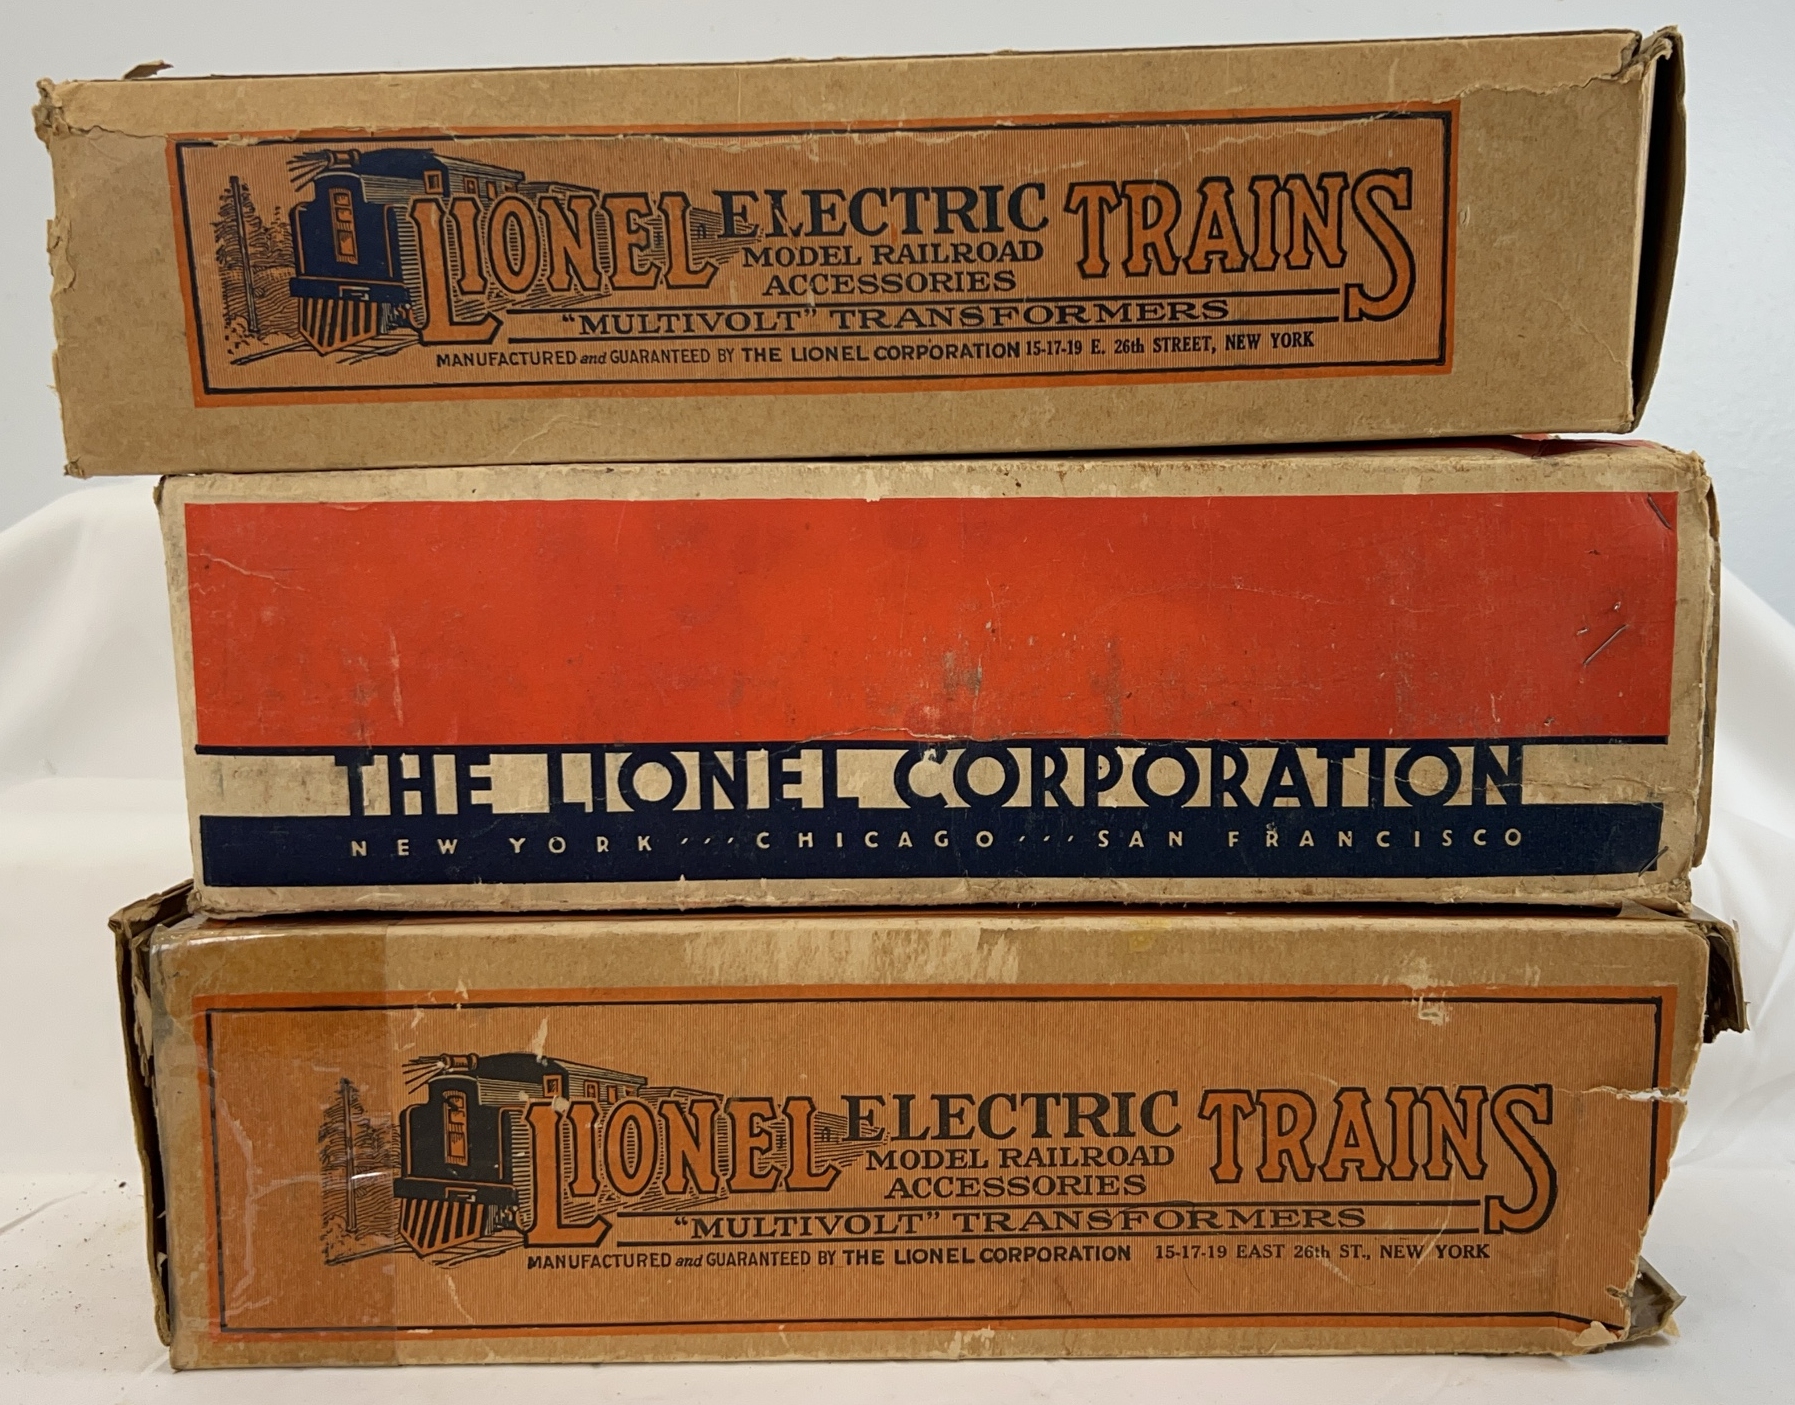 LIONEL ELECTRIC TRAINS
MODEL RAILROAD
ACCESSORIES
"MULTIVOLT" TRANSFORMERS
MANUFACTURED and GUARANTEED BY THE LIONEL CORPORATION 15-17-19 E. 26th STREET, NEW YORK
THE LIONEL CORPORATION
NEW YORK ʼʼʼ CHICAGO ʼʼʼ SAN FRANCISCO
LIONEL ELECTRIC TRAINS
MODEL RAILROAD
ACCESSORIES
"MULTIVOLT" TRANSFORMERS
MANUFACTURED and GUARANTEED BY THE LIONEL CORPORATION 15-17-19 EAST 26th ST., NEW YORK